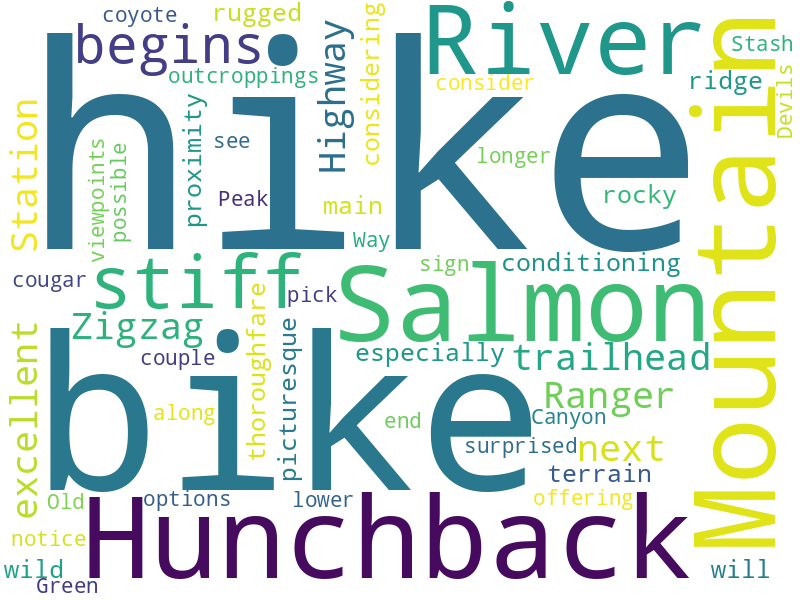 coyote
rugged
begins
River
Stash
outcroppings
considering
consider
ridge
Devils
hike
Highway
Mountain
Station
proximity
see
longer
viewpoints
possible
Peak
main
rocky
Way
cougar
stiff
pick
sign
conditioning
Salmon
Zigzag
thoroughfare
picturesque
especially
trailhead
excellent
couple
bike
Ranger
along
end
Canyon
surprised
next
terrain
Old
options
lower
offering
Hunchback
notice
wild
Green
will